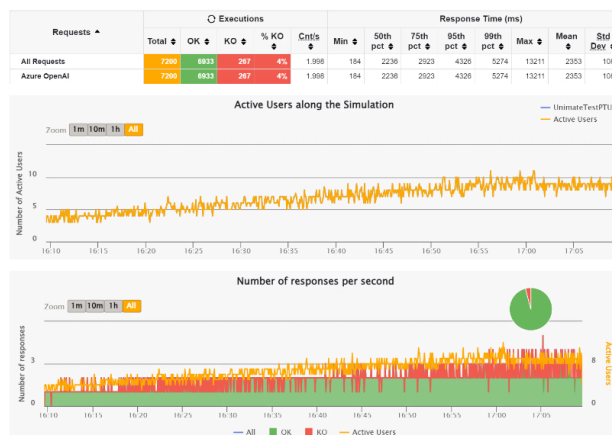 Requests Executions Response Time (ms)
Total OK KO % KO Cnt/s Min 50th pct 75th pct 95th pct 99th pct Max Mean Std Dev
All Requests 7200 6933 267 4% 1.998 184 2236 2923 4326 5274 13211 2353
Azure OpenAI 7200 6933 267 4% 1.998 184 2236 2923 4326 5274 13211 2353
Active Users along the Simulation
UnimateTestPTU
Active Users
Zoom 1m 10m 1h All
Number of Active Users
10
5
0
16:10 16:15 16:20 16:25 16:30 16:35 16:40 16:45 16:50 16:55 17:00 17:05
Number of responses per second
Zoom 1m 10m 1h All
Number of responses
3
0
Active Users
8
0
16:10 16:15 16:20 16:25 16:30 16:35 16:40 16:45 16:50 16:55 17:00 17:05
All OK KO Active Users